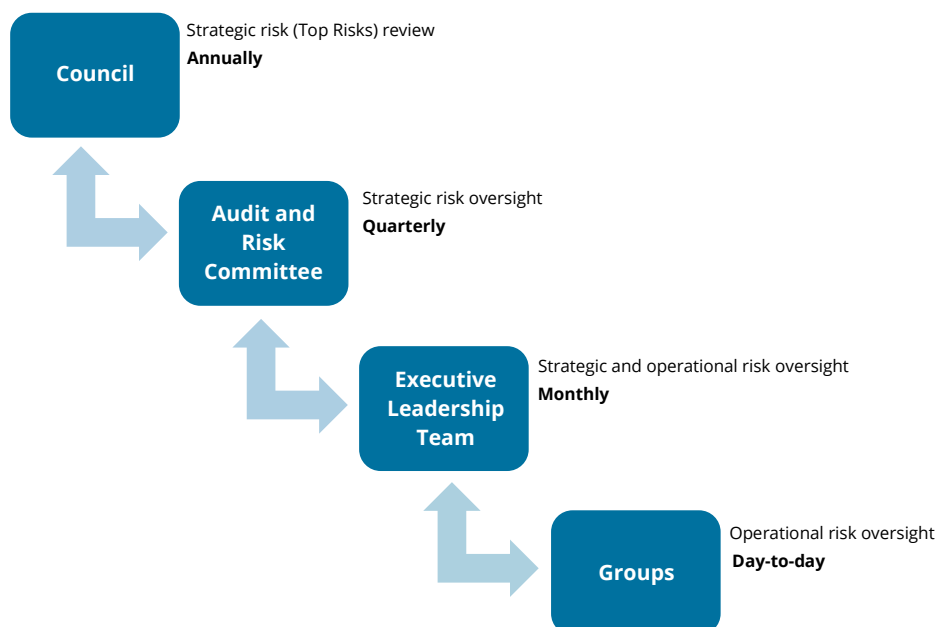 Strategic risk (Top Risks) review
Annually
Council
Strategic risk oversight
Quarterly
Audit and
Risk
Committee
Strategic and operational risk oversight
Monthly
Executive
Leadership
Team
Operational risk oversight
Day-to-day
Groups